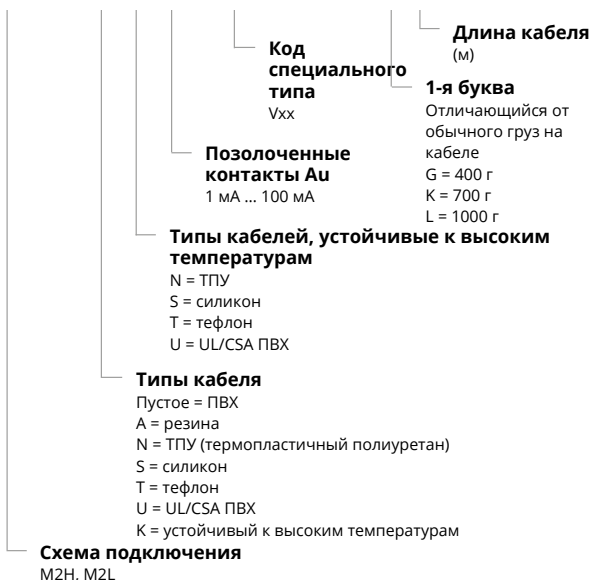 Длина кабеля
(м)
Код
специального
типа
Vxx
1-я буква
Отличающийся от
обычного груз на
кабеле
G = 400 г
K = 700 г
L = 1000 г
Позолоченные
контакты Au
1 мА ... 100 мА
Типы кабелей, устойчивые к высоким
температурам
N = ТПУ
S = силикон
T = тефлон
U = UL/CSA ПВХ
Типы кабеля
Пустое = ПВХ
A = резина
N = ТПУ (термопластичный полиуретан)
S = силикон
T = тефлон
U = UL/CSA ПВХ
K = устойчивый к высоким температурам
Схема подключения
M2H, M2L